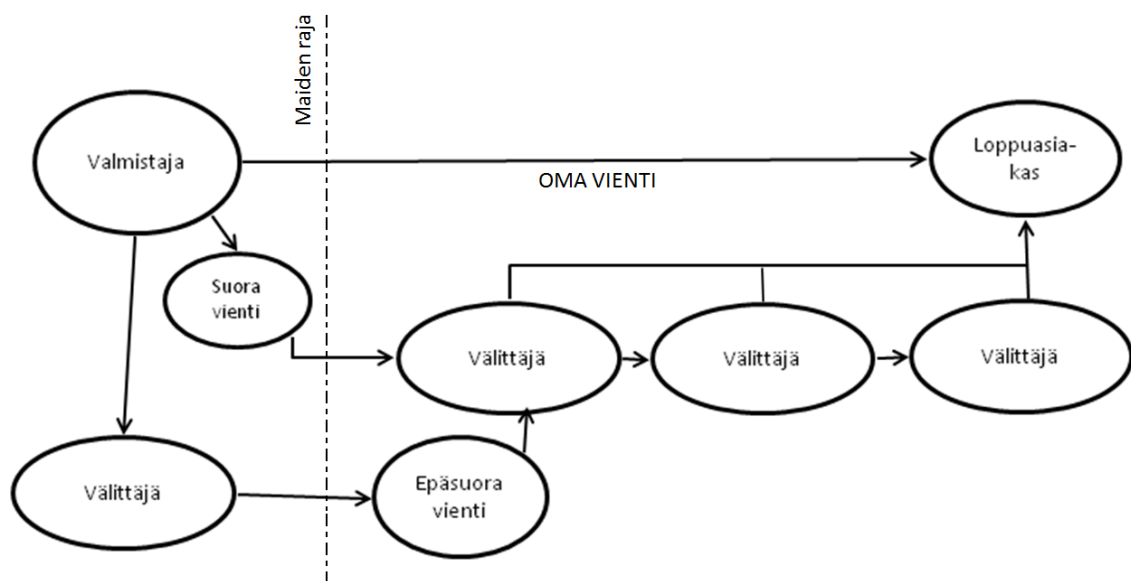 Maiden raja
Valmistaja
Loppuasia-
kas
OMA VIENTI
Suora
vienti
Välittäjä
Välittäjä
Välittäjä
Välittäjä
Epäsuora
vienti